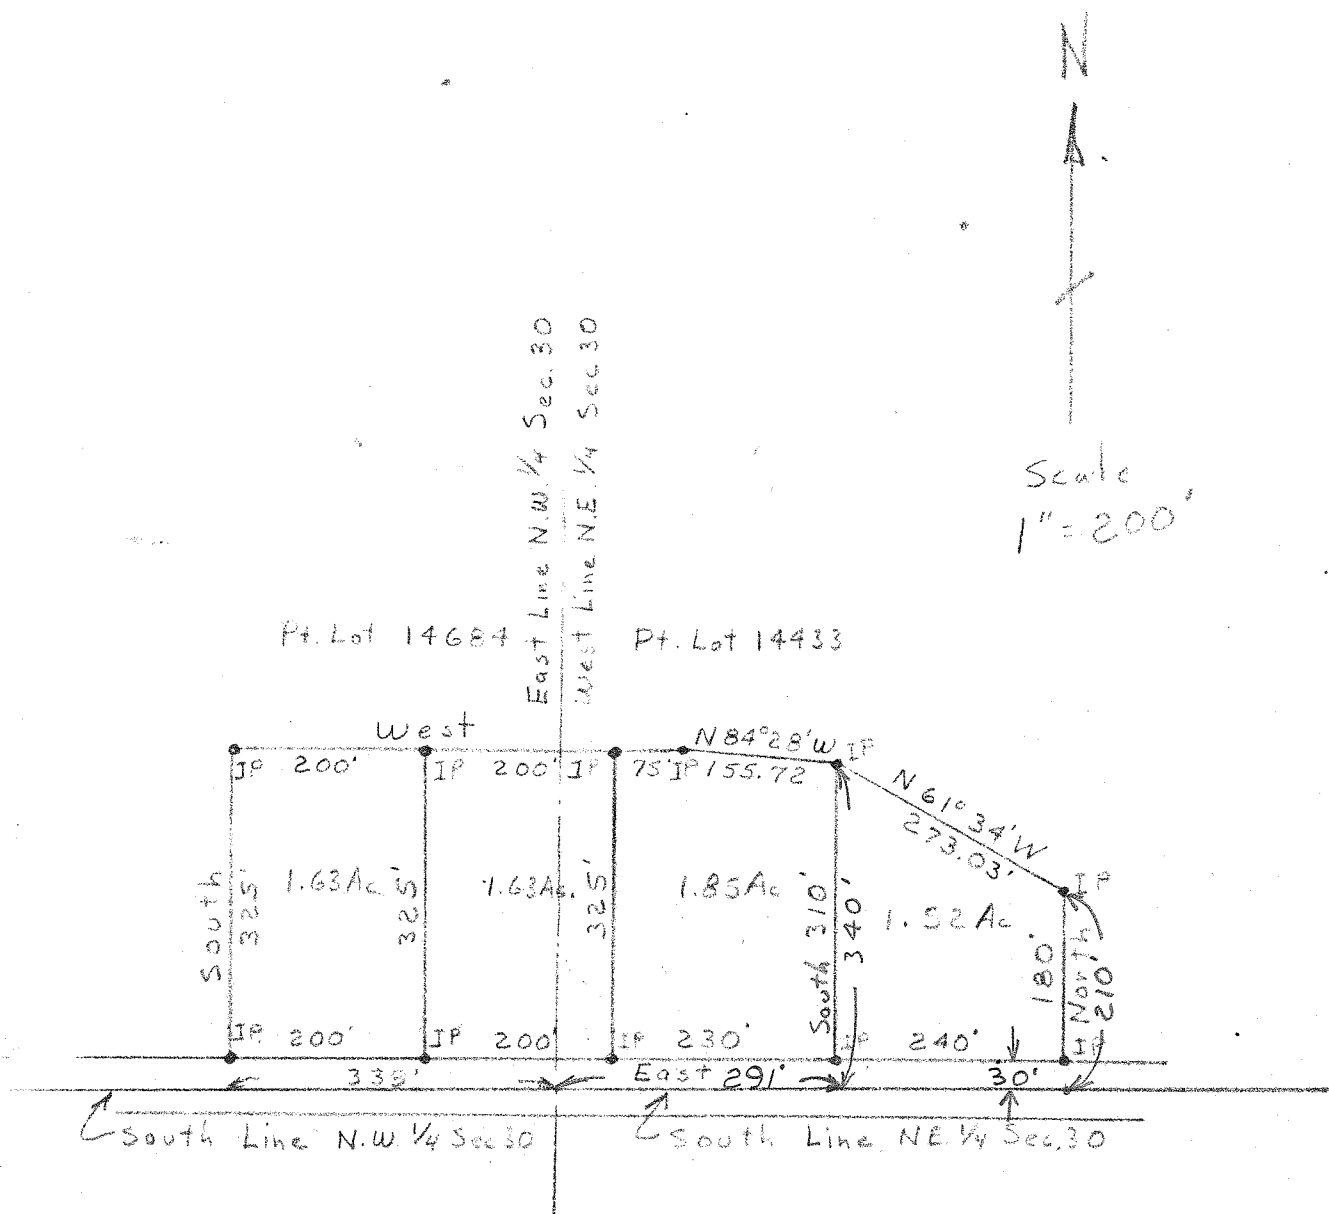 N
Scale
1" = 200'
East Line N.W. 1/4 Sec. 30
West Line N.E. 1/4 Sec 30
Pt. Lot 14684
Pt. Lot 14433
West
N 84°28' W
IP
IP 200'
IP 200'
IP
75'
IP
155.72
N 61° 34' W
273.03'
IP
South
325'
1.63 Ac.
325'
1.63 Ac.
325'
1.85 Ac
South 310'
340'
1.52 Ac.
180'
North
210'
IP 200'
IP 200'
IP 230'
IP 240'
IP
East 291'
30'
South Line N.W. 1/4 Sec 30
South Line NE. 1/4 Sec. 30